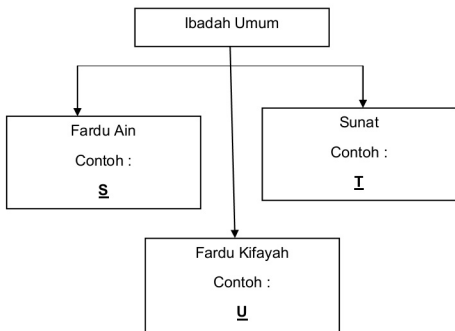 Ibadah Umum
Fardu Ain
Contoh :
S
Sunat
Contoh :
T
Fardu Kifayah
Contoh :
U